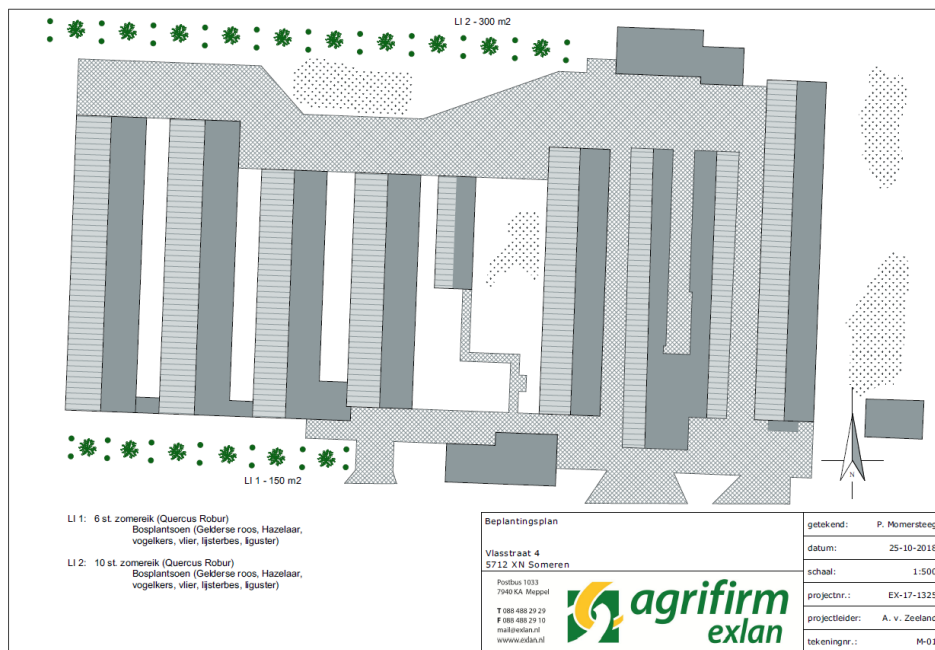 LI 2 - 300 m2
N
LI 1 - 150 m2
LI 1: 6 st. zomereik (Quercus Robur)
Bosplantsoen (Gelderse roos, Hazelaar,
vogelkers, vlier, lijsterbes, liguster)
LI 2: 10 st. zomereik (Quercus Robur)
Bosplantsoen (Gelderse roos, Hazelaar,
vogelkers, vlier, lijsterbes, liguster)
Beplantingsplan
Vlasstraat 4
5712 XN Someren
Postbus 1033
7940 KA Meppel
T 088 488 29 29
F 088 488 29 10
mail@exlan.nl
www.exlan.nl
agrifirm
exlan
getekend: P. Momersteeg
datum: 25-10-2018
schaal: 1:500
projectnr.: EX-17-1325
projectleider: A. v. Zeeland
tekeningnr.: M-01